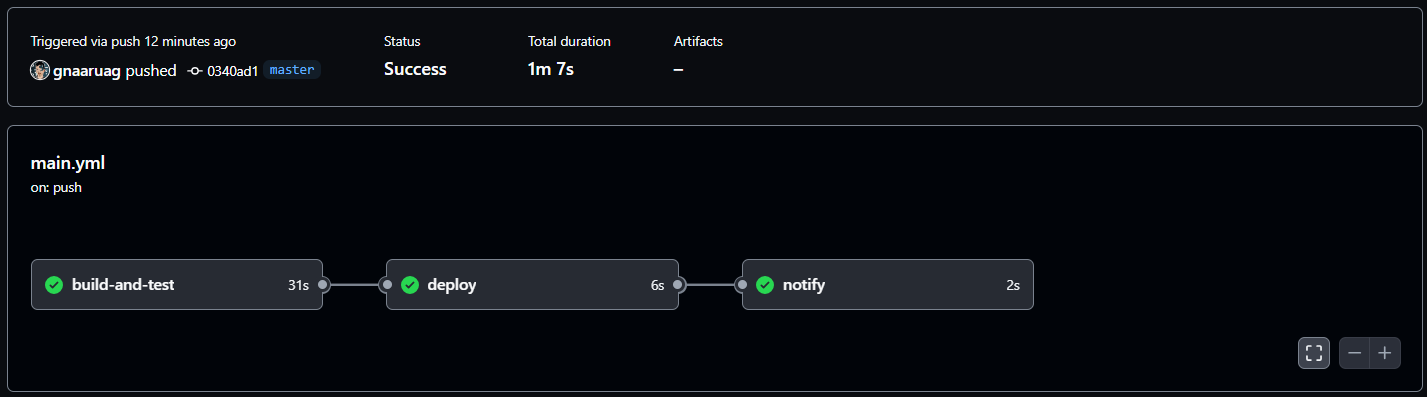 Triggered via push 12 minutes ago
gnaaruag pushed 0340ad1 master
Status
Success
Total duration
1m 7s
Artifacts
–
main.yml
on: push
build-and-test 31s
deploy 6s
notify 2s